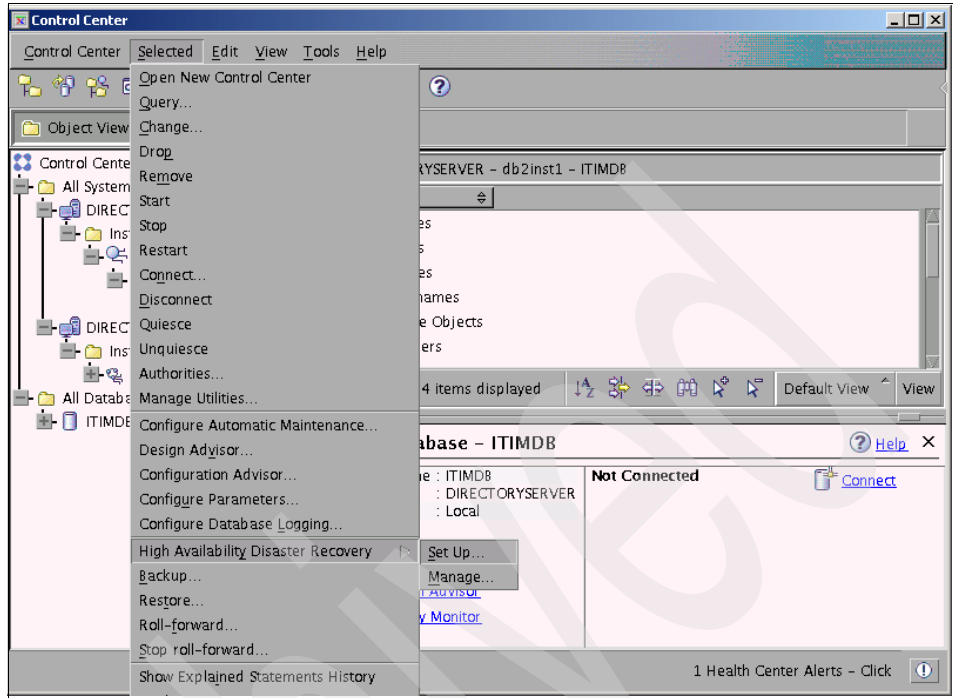 Control Center
Control Center Selected Edit View Tools Help
Open New Control Center
Query...
Change...
Drop
Remove
Start
Stop
Restart
Connect...
Disconnect
Quiesce
Unquiesce
Authorities...
Manage Utilities...
Configure Automatic Maintenance...
Design Advisor...
Configuration Advisor...
Configure Parameters...
Configure Database Logging...
High Availability Disaster Recovery
Backup...
Restore...
Roll-forward...
Stop roll-forward...
Show Explained Statements History
Set Up...
Manage...
Object View
Control Cente
All System
DIREC
Ins
DIREC
Ins
All Databa
ITIMDB
RYSERVER - db2inst1 - ITIMDB
es
s
es
names
e Objects
ers
4 items displayed
Default View View
abase - ITIMDB
Help
e : ITIMDB
: DIRECTORYSERVER
: Local
Not Connected
Connect
n Advisor
y Monitor
1 Health Center Alerts - Click